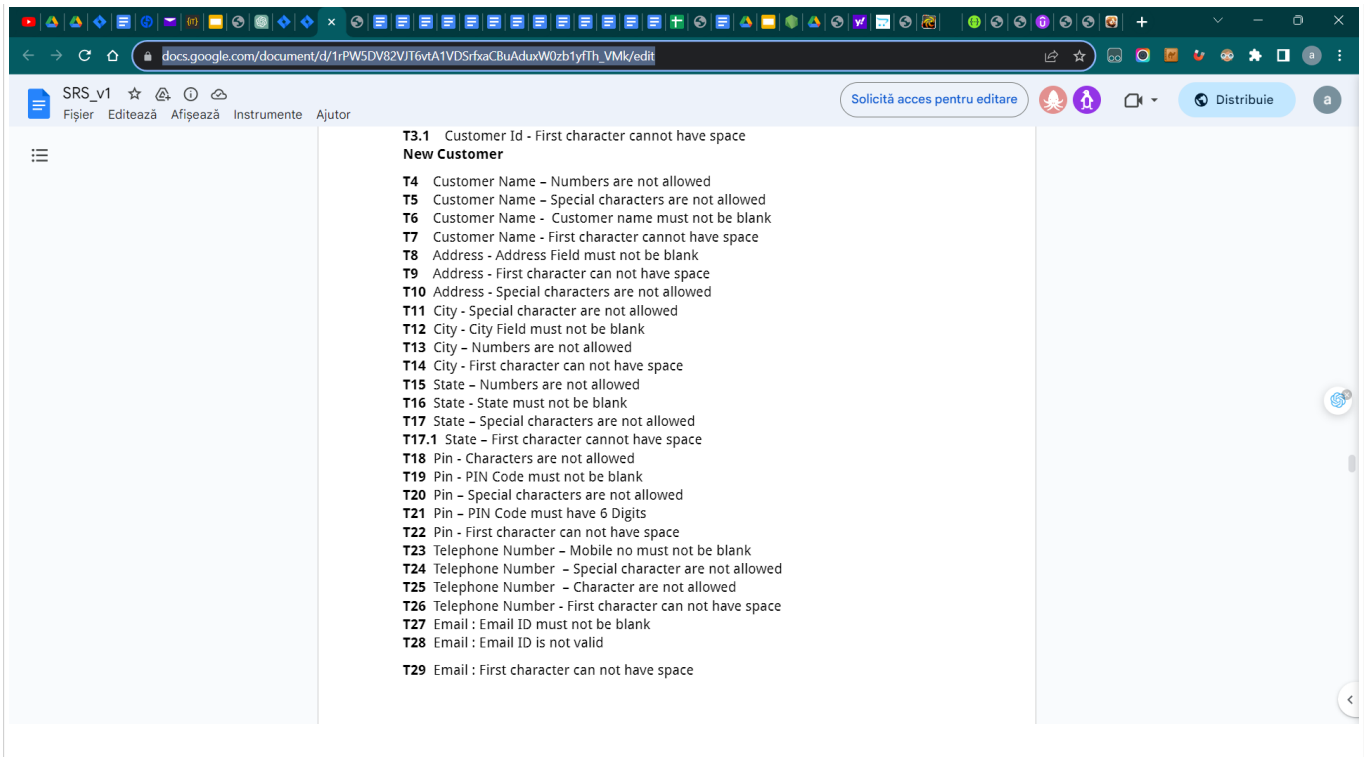 docs.google.com/document/d/1rPW5DV82VJT6vtA1VDSrfxaCBuAduxW0zb1yfTh_VMk/edit
SRS_v1
Solicită acces pentru editare
Distribuie
a
Fișier Editează Afișează Instrumente Ajutor
T3.1 Customer Id - First character cannot have space
New Customer
T4 Customer Name – Numbers are not allowed
T5 Customer Name – Special characters are not allowed
T6 Customer Name - Customer name must not be blank
T7 Customer Name - First character cannot have space
T8 Address - Address Field must not be blank
T9 Address - First character can not have space
T10 Address - Special characters are not allowed
T11 City - Special character are not allowed
T12 City - City Field must not be blank
T13 City – Numbers are not allowed
T14 City - First character can not have space
T15 State – Numbers are not allowed
T16 State - State must not be blank
T17 State – Special characters are not allowed
T17.1 State – First character cannot have space
T18 Pin - Characters are not allowed
T19 Pin - PIN Code must not be blank
T20 Pin – Special characters are not allowed
T21 Pin – PIN Code must have 6 Digits
T22 Pin - First character can not have space
T23 Telephone Number – Mobile no must not be blank
T24 Telephone Number – Special character are not allowed
T25 Telephone Number – Character are not allowed
T26 Telephone Number - First character can not have space
T27 Email : Email ID must not be blank
T28 Email : Email ID is not valid
T29 Email : First character can not have space